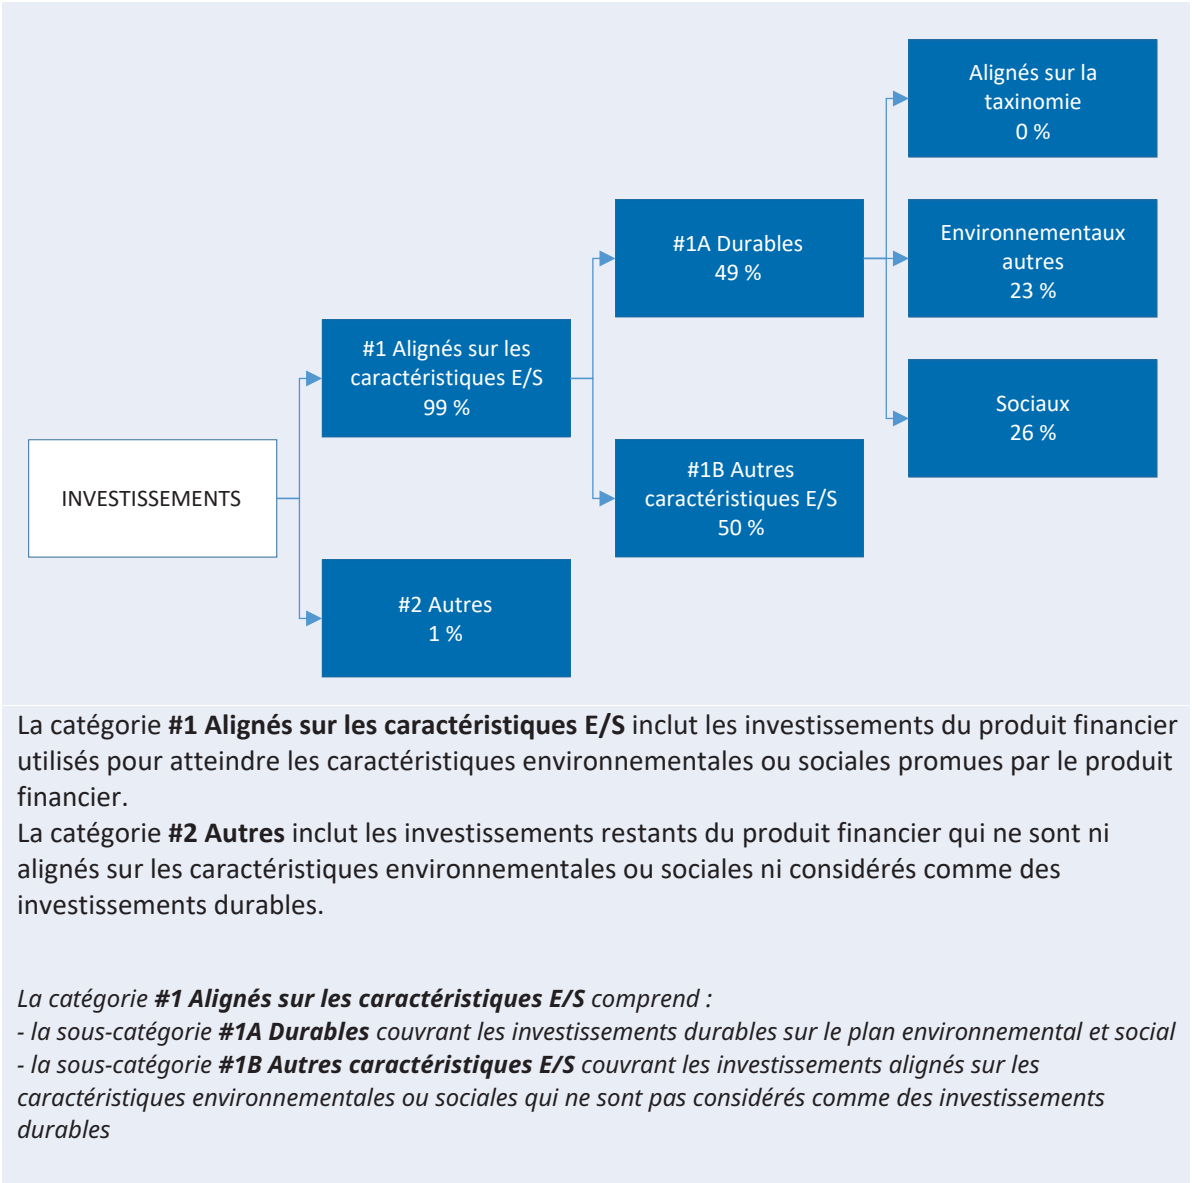 Alignés sur la
taxinomie
0 %
#1A Durables
49 %
Environnementaux
autres
23 %
#1 Alignés sur les
caractéristiques E/S
99 %
Sociaux
26 %
INVESTISSEMENTS
#1B Autres
caractéristiques E/S
50 %
#2 Autres
1 %
La catégorie #1 Alignés sur les caractéristiques E/S inclut les investissements du produit financier
utilisés pour atteindre les caractéristiques environnementales ou sociales promues par le produit
financier.
La catégorie #2 Autres inclut les investissements restants du produit financier qui ne sont ni
alignés sur les caractéristiques environnementales ou sociales ni considérés comme des
investissements durables.
La catégorie #1 Alignés sur les caractéristiques E/S comprend :
- la sous-catégorie #1A Durables couvrant les investissements durables sur le plan environnemental et social
- la sous-catégorie #1B Autres caractéristiques E/S couvrant les investissements alignés sur les
caractéristiques environnementales ou sociales qui ne sont pas considérés comme des investissements
durables